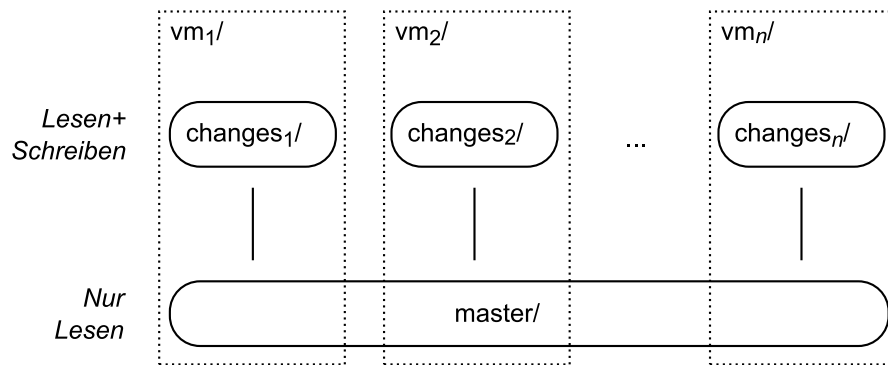 vm1/ vm2/ vmn/
Lesen+
Schreiben
changes1/ changes2/ ... changesn/
Nur
Lesen
master/